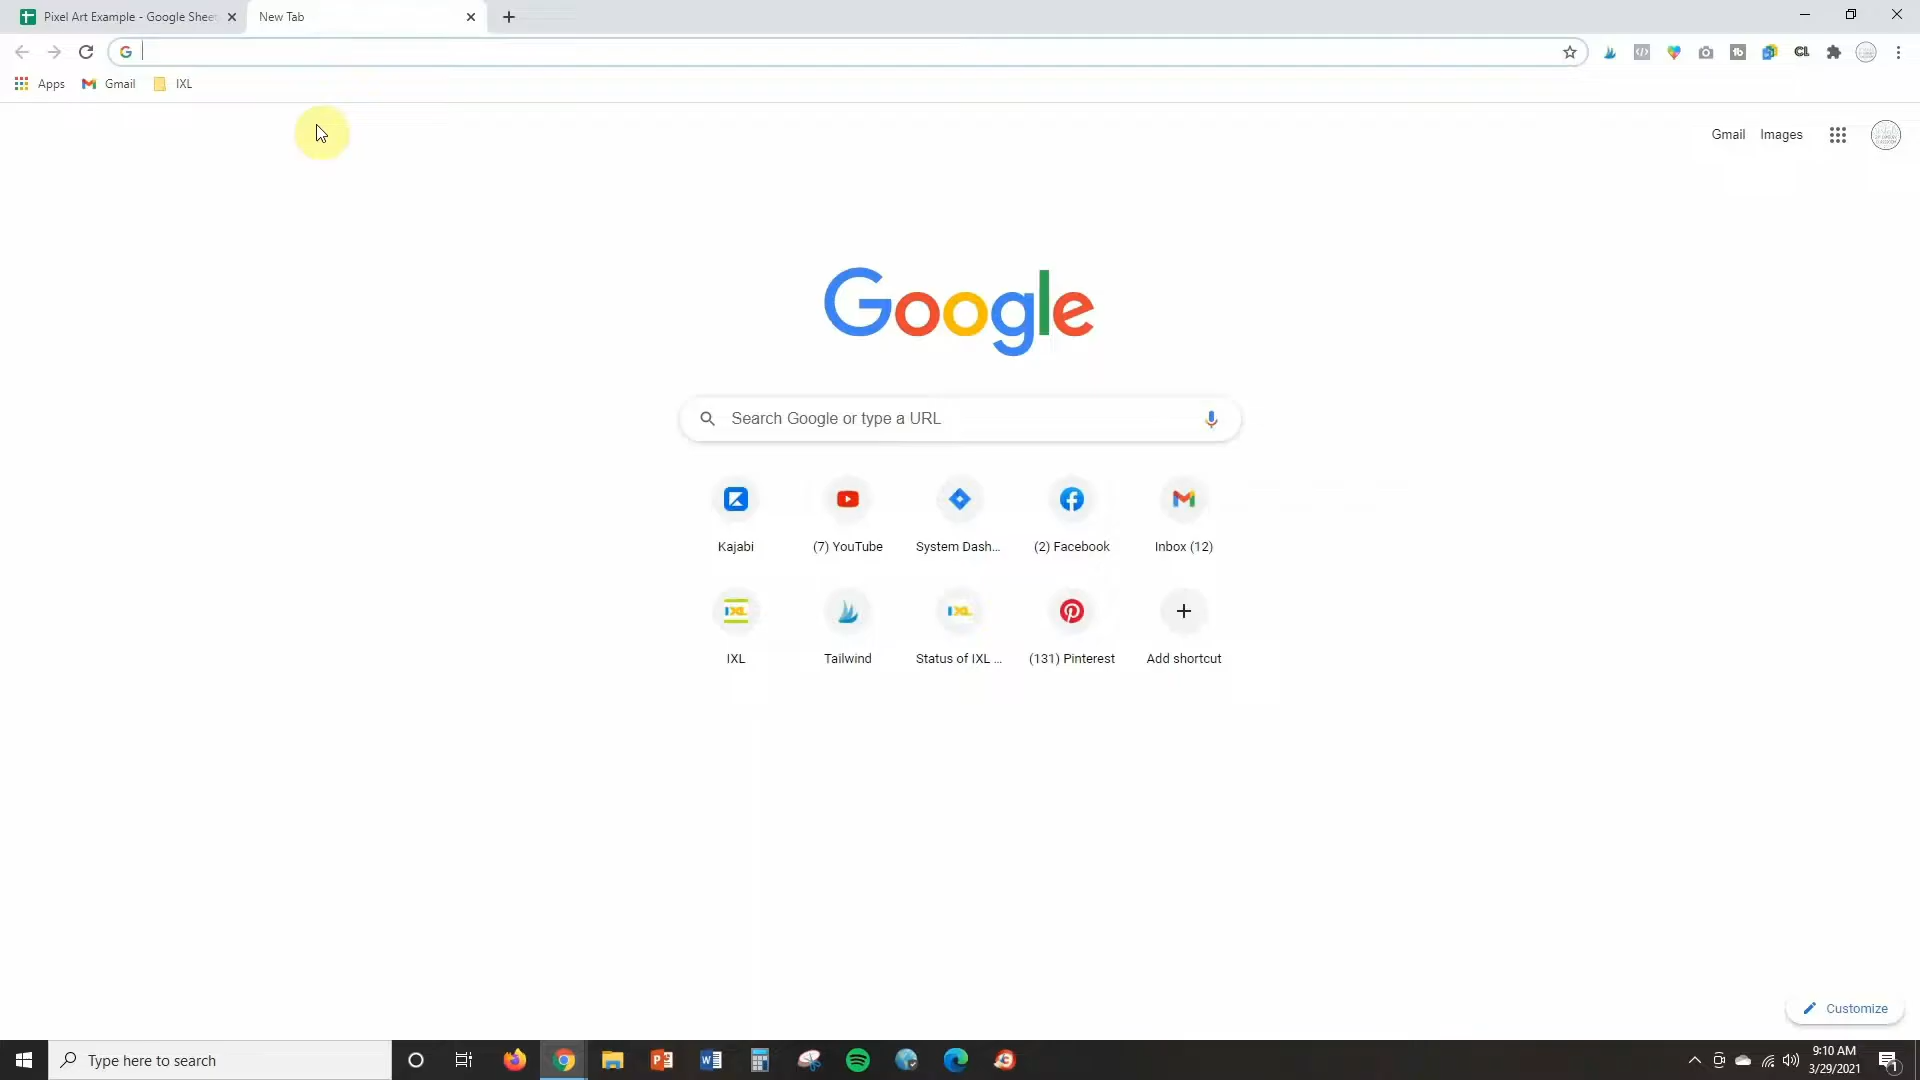 Pixel Art Example - Google Sheet
New Tab
Apps
Gmail
IXL
Gmail
Images
Google
Search Google or type a URL
Kajabi
(7) YouTube
System Dash...
(2) Facebook
Inbox (12)
IXL
Tailwind
Status of IXL ...
(131) Pinterest
Add shortcut
Customize
Type here to search
9:10 AM
3/29/2021